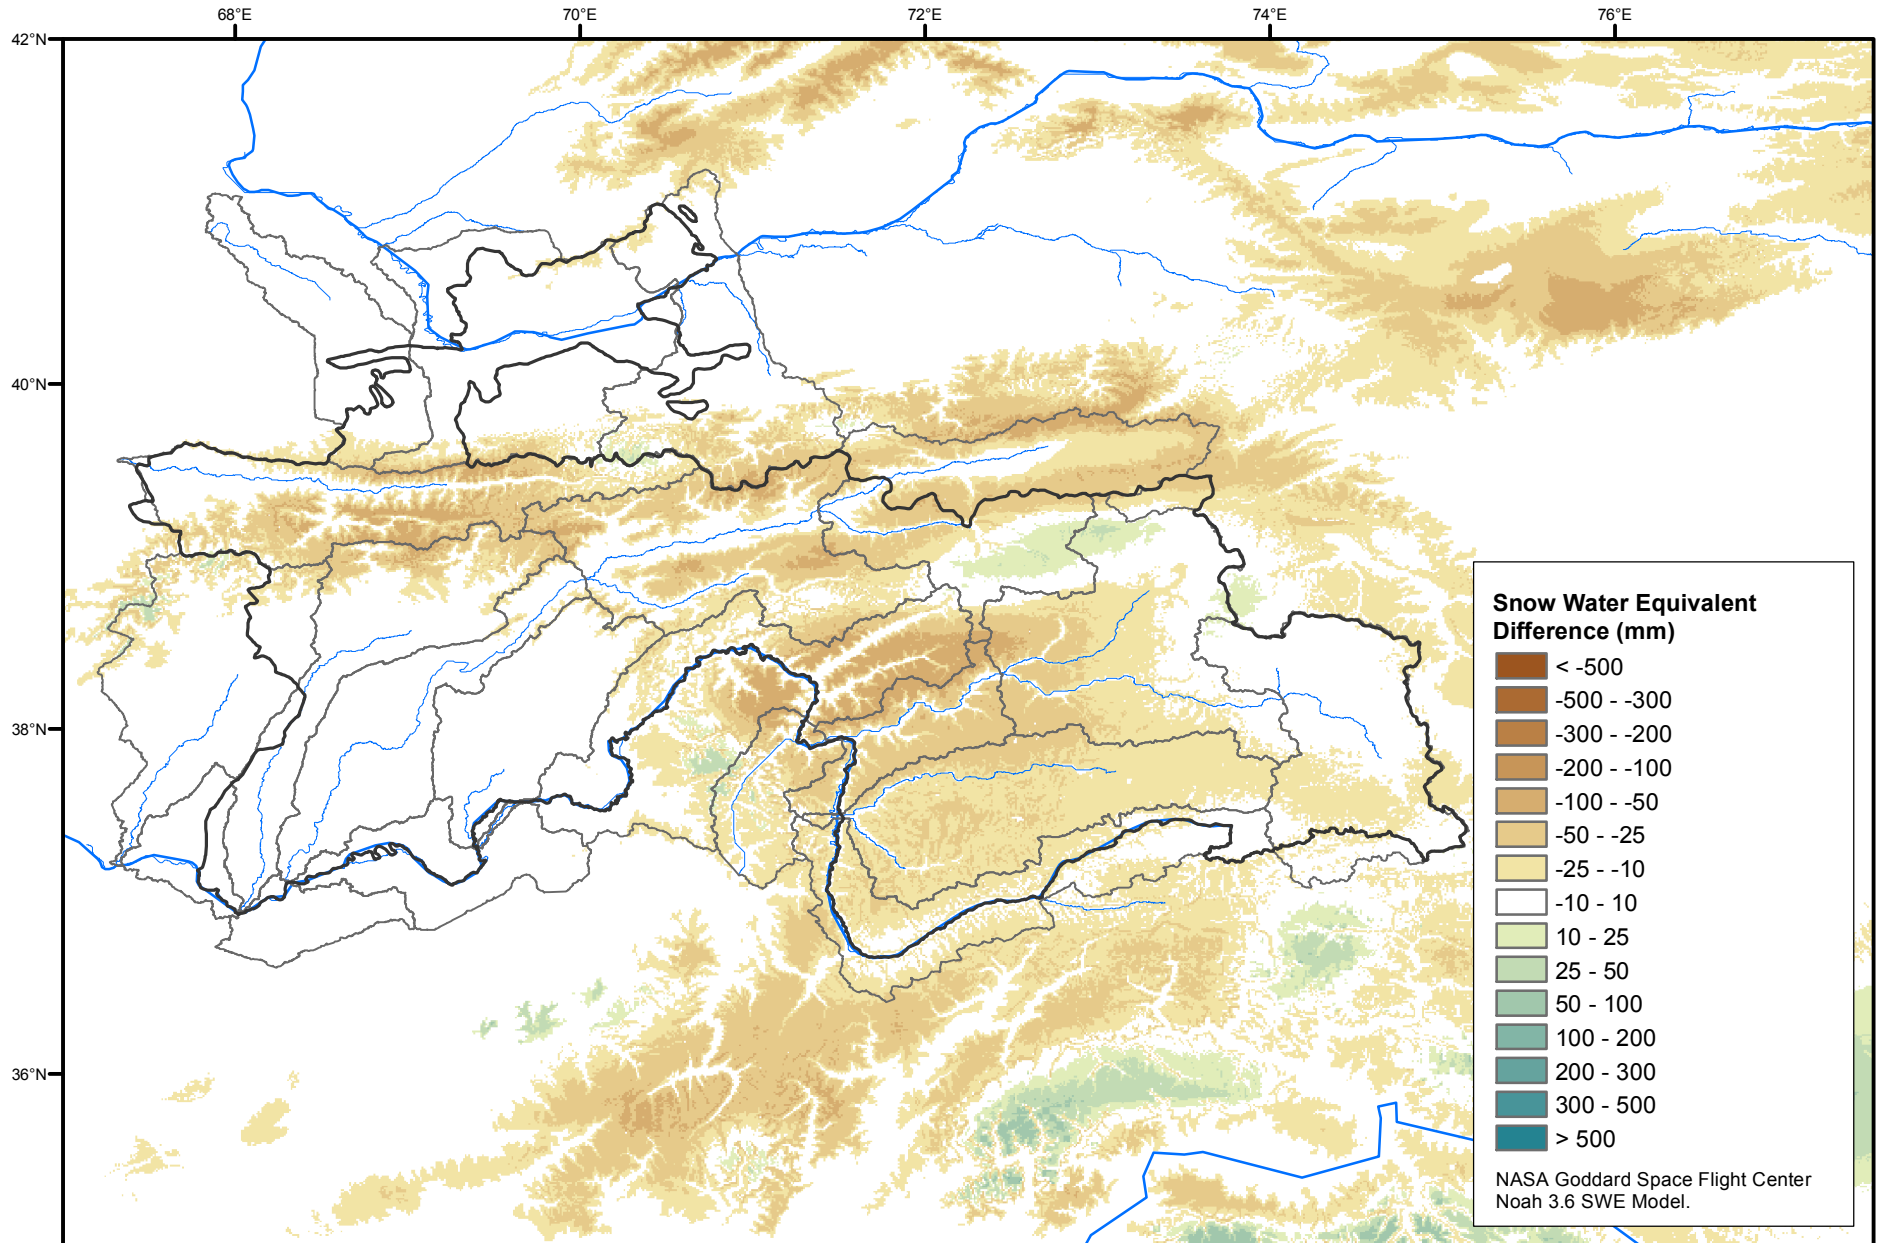 68°E
70°E
72°E
74°E
76°E
42°N
40°N
38°N
36°N
Snow Water Equivalent
Difference (mm)
< -500
-500 - -300
-300 - -200
-200 - -100
-100 - -50
-50 - -25
-25 - -10
-10 - 10
10 - 25
25 - 50
50 - 100
100 - 200
200 - 300
300 - 500
> 500
NASA Goddard Space Flight Center
Noah 3.6 SWE Model.